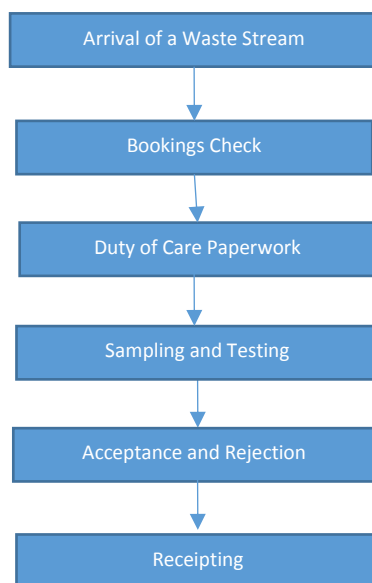 Arrival of a Waste Stream
Bookings Check
Duty of Care Paperwork
Sampling and Testing
Acceptance and Rejection
Receipting